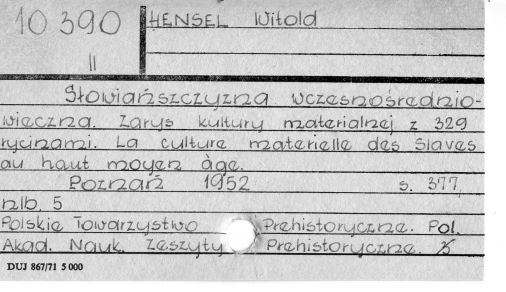 10 390
II
HENSEL Witold
Słowiańszczyzna wczesnośrednio-
wieczna. Zarys kultury materialnej z 329
rycinami. La culture materielle des Slaves
au haut moyen âge.
Poznań 1952 s. 377,
nlb. 5
Polskie Towarzystwo Prehistoryczne. Pol.
Akad. Nauk. Zeszyty Prehistoryczne.
DUJ 867/71 5 000